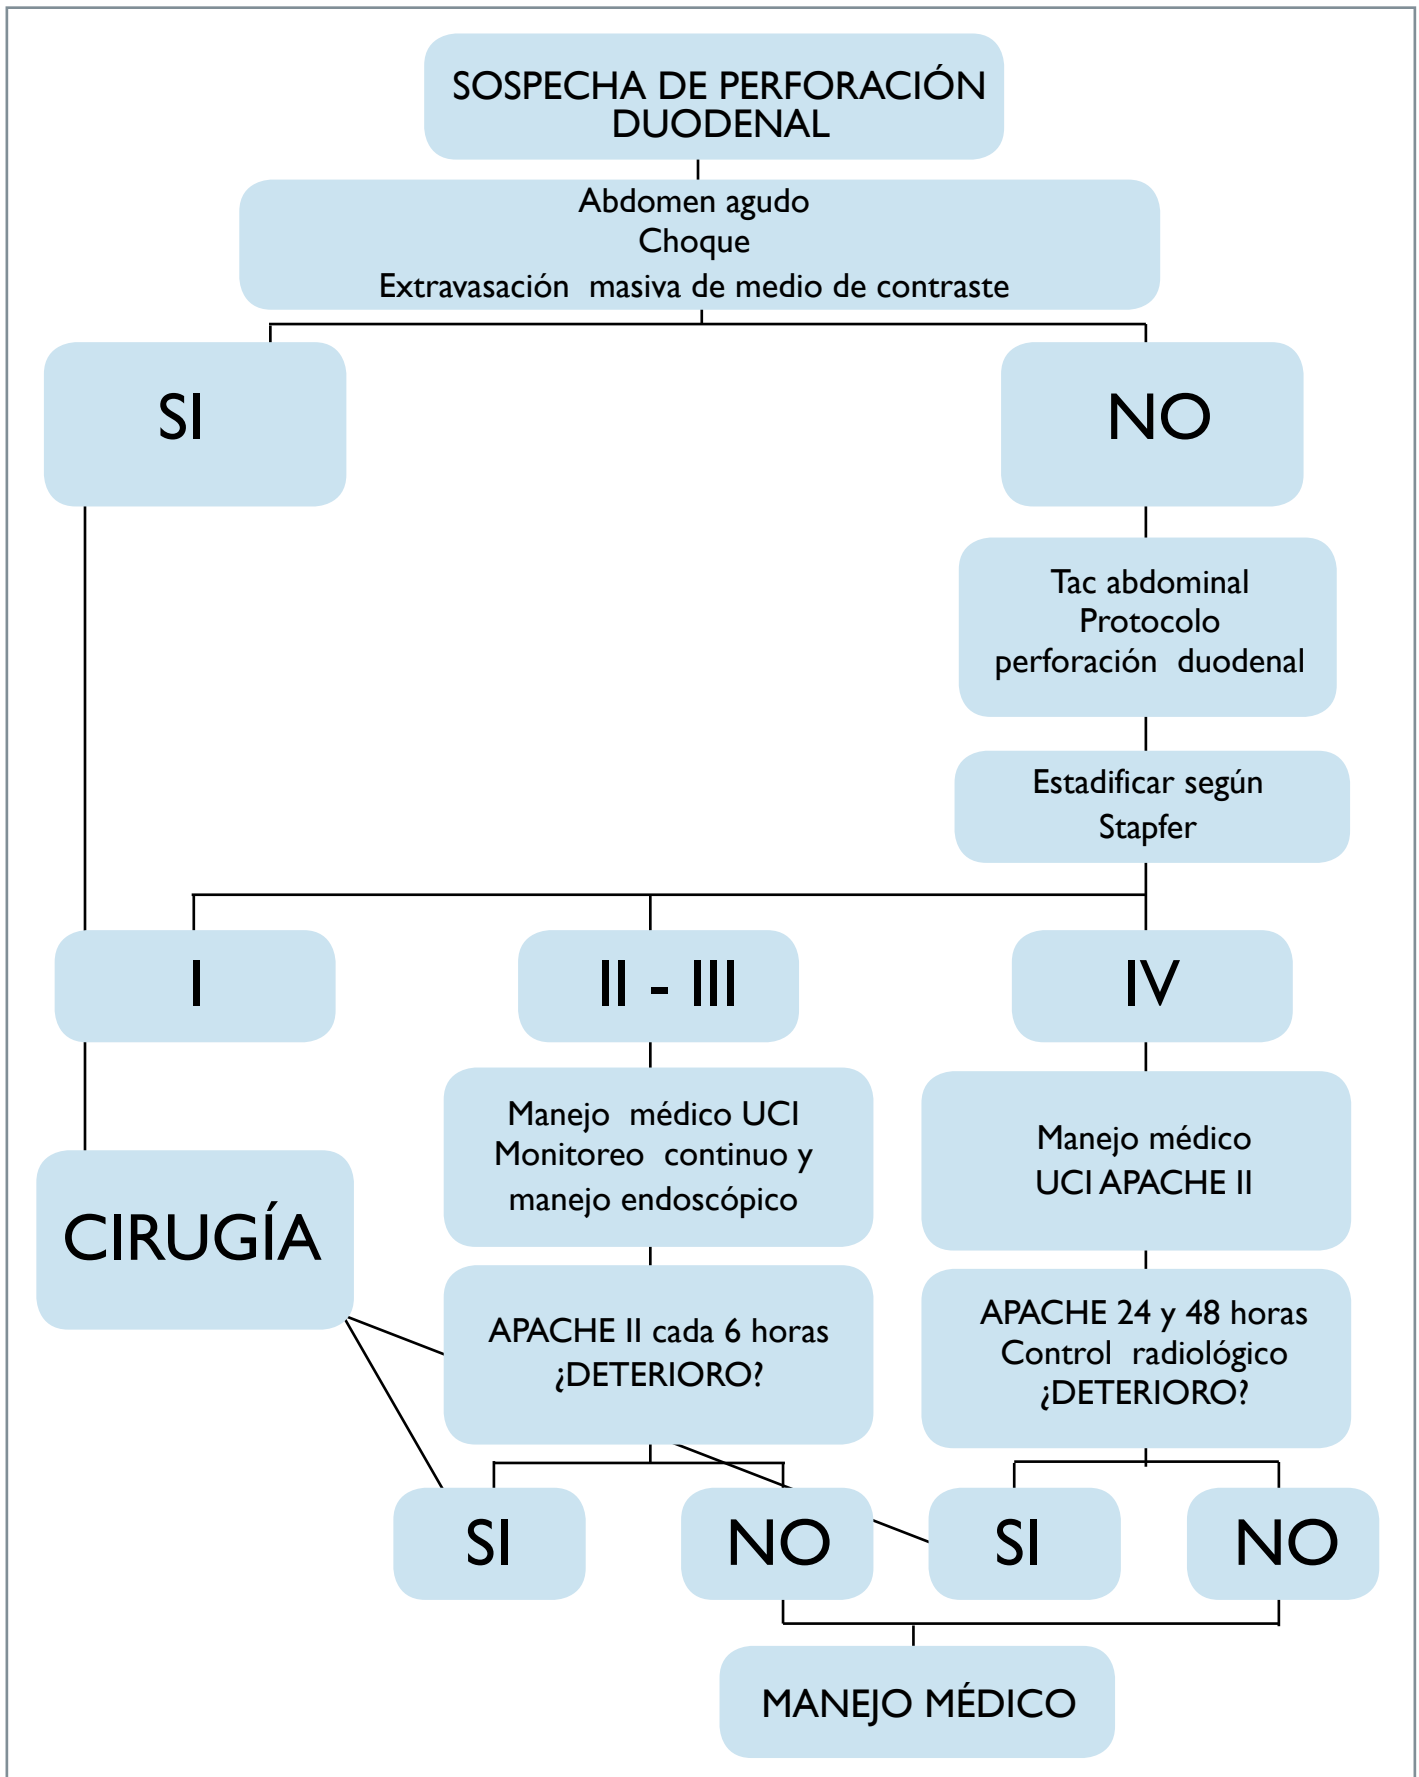 SOSPECHA DE PERFORACIÓN
DUODENAL
Abdomen agudo
Choque
Extravasación masiva de medio de contraste
SI
NO
Tac abdominal
Protocolo
perforación duodenal
Estadificar según
Stapfer
I
II - III
IV
Manejo médico UCI
Monitoreo continuo y
manejo endoscópico
Manejo médico
UCI APACHE II
CIRUGÍA
APACHE II cada 6 horas
¿DETERIORO?
APACHE 24 y 48 horas
Control radiológico
¿DETERIORO?
SI
NO
SI
NO
MANEJO MÉDICO